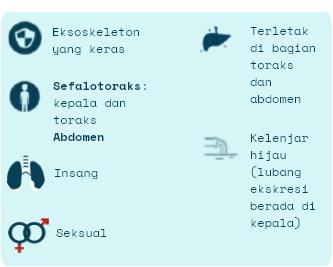 Eksoskeleton
yang keras
Sefalotoraks:
kepala dan
toraks
Abdomen
Insang
Seksual
Terletak
di bagian
toraks
dan
abdomen
Kelenjar
hijau
(lubang
ekskresi
berada di
kepala)